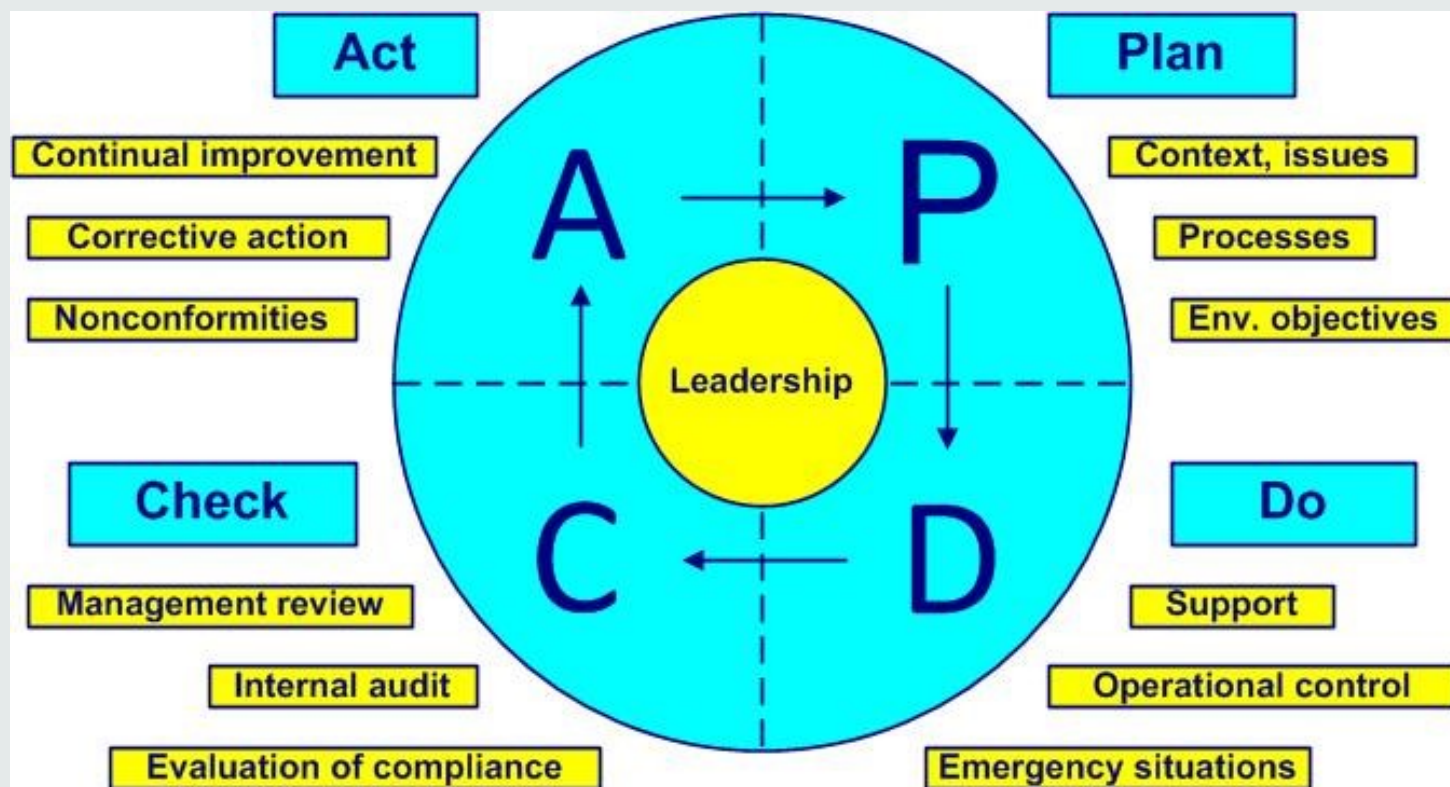 Act
Plan
Continual improvement
Corrective action
Nonconformities
A
P
Context, issues
Processes
Env. objectives
Leadership
Check
Do
C
D
Management review
Internal audit
Evaluation of compliance
Support
Operational control
Emergency situations